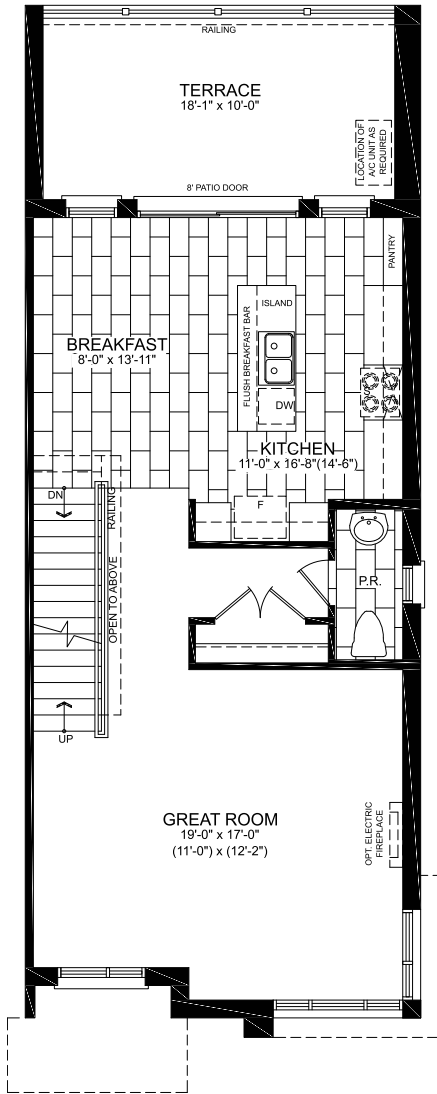 RAILING
TERRACE
18'-1" x 10'-0"
LOCATION OF
A/C UNIT AS
REQUIRED
8' PATIO DOOR
PANTRY
ISLAND
FLUSH BREAKFAST BAR
BREAKFAST
8'-0" x 13'-11"
DW
KITCHEN
11'-0" x 16'-8"(14'-6")
DN
RAILING
F
OPEN TO ABOVE
P.R.
UP
GREAT ROOM
19'-0" x 17'-0"
(11'-0") x (12'-2")
OPT. ELECTRIC
FIREPLACE